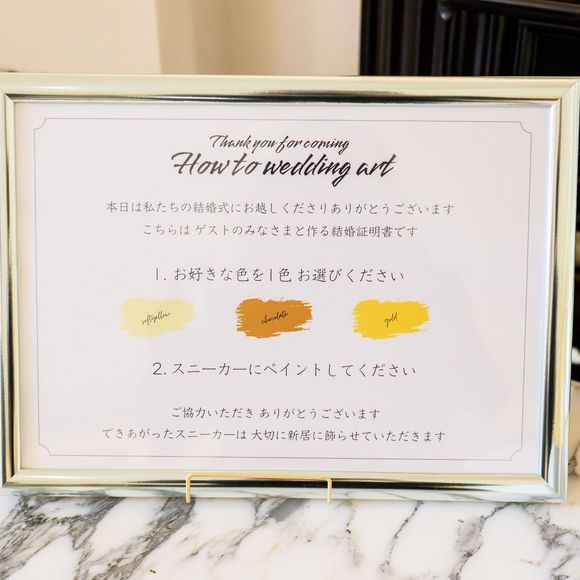 Thank you for coming
How to wedding art
本日は私たちの結婚式にお越しくださりありがとうございます
こちらは ゲストのみなさまと作る結婚証明書です
1. お好きな色を1色 お選びください
softyellow chocolate gold
2. スニーカーにペイントしてください
ご協力いただき ありがとうございます
できあがったスニーカーは 大切に新居に飾らせていただきます